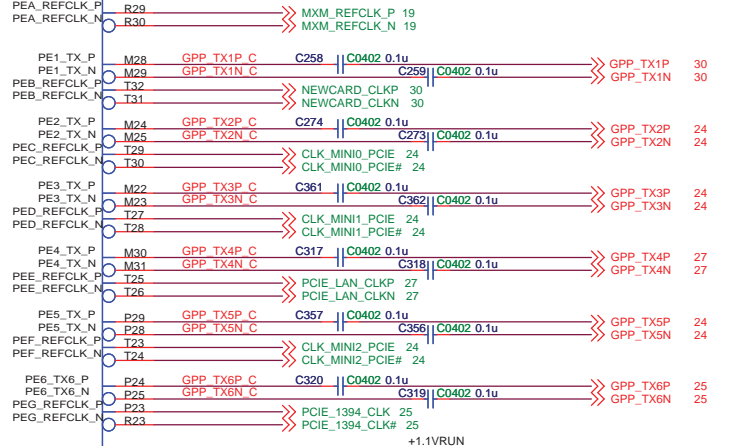 PEA_REFCLK_P R29 MXM_REFCLK_P 19
PEA_REFCLK_N R30 MXM_REFCLK_N 19
PE1_TX_P M28 GPP_TX1P_C C258 C0402 0.1u GPP_TX1P 30
PE1_TX_N M29 GPP_TX1N_C C259 C0402 0.1u GPP_TX1N 30
PEB_REFCLK_P T32 NEWCARD_CLKP 30
PEB_REFCLK_N T31 NEWCARD_CLKN 30
PE2_TX_P M24 GPP_TX2P_C C274 C0402 0.1u GPP_TX2P 24
PE2_TX_N M25 GPP_TX2N_C C273 C0402 0.1u GPP_TX2N 24
PEC_REFCLK_P T29 CLK_MINI0_PCIE 24
PEC_REFCLK_N T30 CLK_MINI0_PCIE# 24
PE3_TX_P M22 GPP_TX3P_C C361 C0402 0.1u GPP_TX3P 24
PE3_TX_N M23 GPP_TX3N_C C362 C0402 0.1u GPP_TX3N 24
PED_REFCLK_P T27 CLK_MINI1_PCIE 24
PED_REFCLK_N T28 CLK_MINI1_PCIE# 24
PE4_TX_P M30 GPP_TX4P_C C317 C0402 0.1u GPP_TX4P 27
PE4_TX_N M31 GPP_TX4N_C C318 C0402 0.1u GPP_TX4N 27
PEE_REFCLK_P T25 PCIE_LAN_CLKP 27
PEE_REFCLK_N T26 PCIE_LAN_CLKN 27
PE5_TX_P P29 GPP_TX5P_C C357 C0402 0.1u GPP_TX5P 24
PE5_TX_N P28 GPP_TX5N_C C356 C0402 0.1u GPP_TX5N 24
PEF_REFCLK_P T23 CLK_MINI2_PCIE 24
PEF_REFCLK_N T24 CLK_MINI2_PCIE# 24
PE6_TX6_P P24 GPP_TX6P_C C320 C0402 0.1u GPP_TX6P 25
PE6_TX6_N P25 GPP_TX6N_C C319 C0402 0.1u GPP_TX6N 25
PEG_REFCLK_P P23 PCIE_1394_CLK 25
PEG_REFCLK_N R23 PCIE_1394_CLK# 25
+1.1VRUN